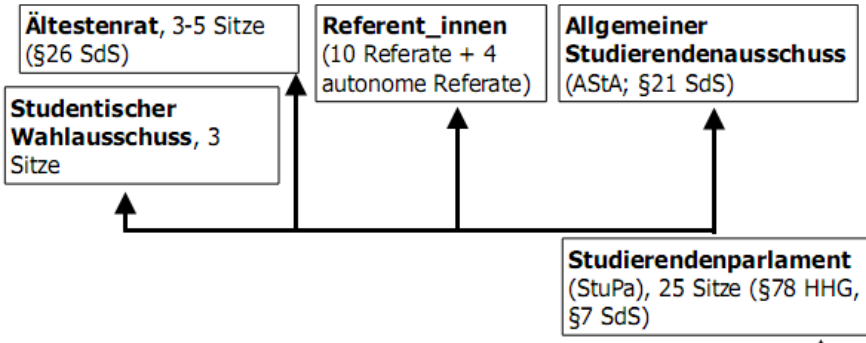 Ältestenrat, 3-5 Sitze
(§26 SdS)
Referent_innen
(10 Referate + 4
autonome Referate)
Allgemeiner
Studierendenausschuss
(AStA; §21 SdS)
Studentischer
Wahlausschuss, 3
Sitze
Studierendenparlament
(StuPa), 25 Sitze (§78 HHG,
§7 SdS)